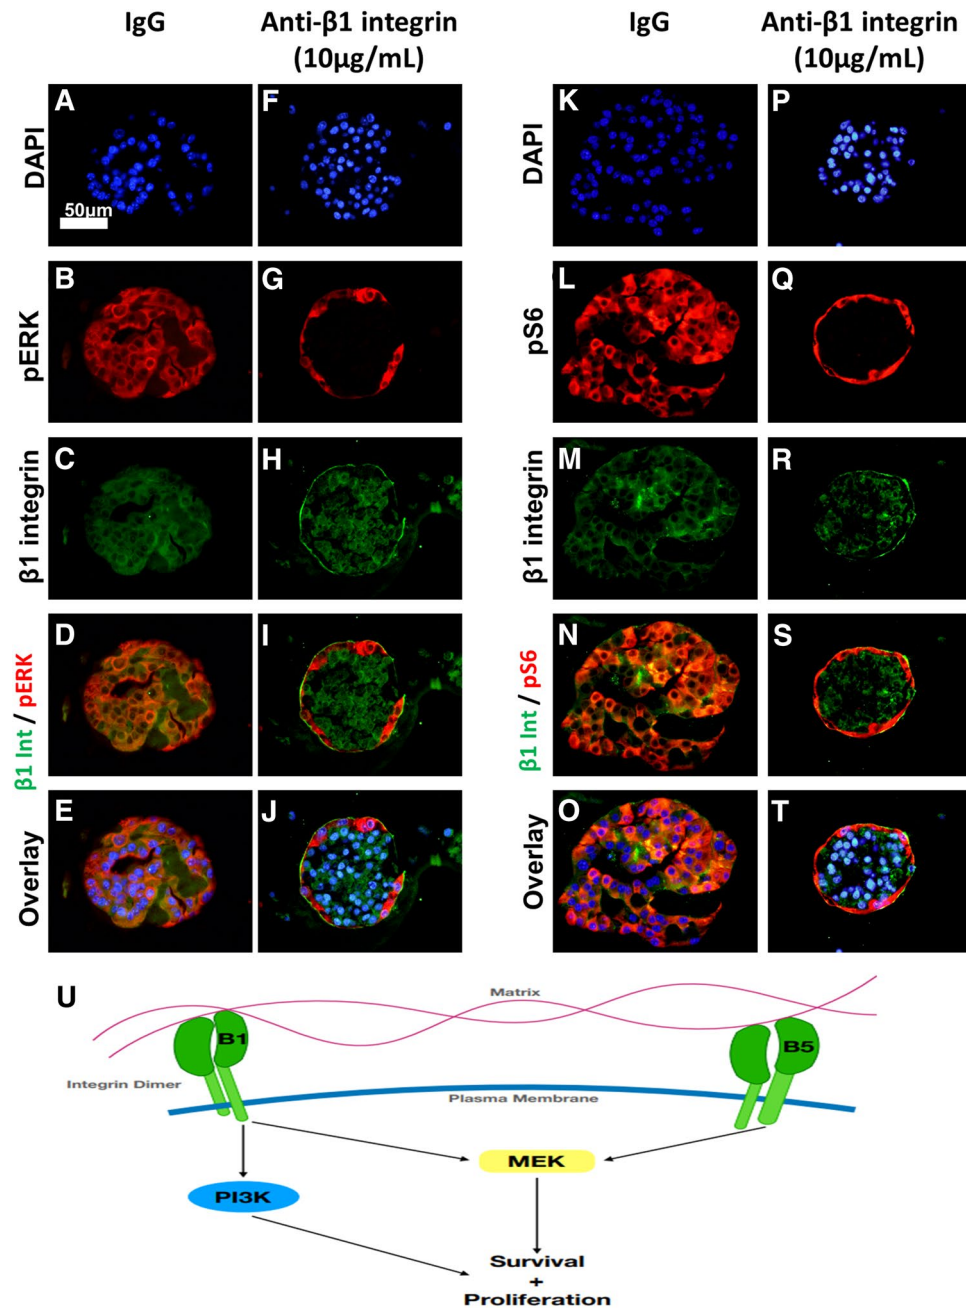 IgG
Anti-β1 integrin
(10µg/mL)
IgG
Anti-β1 integrin
(10µg/mL)
DAPI
A
50µm
F
DAPI
K
P
pERK
B
G
pS6
L
Q
β1 integrin
C
H
β1 integrin
M
R
β1 Int / pERK
D
I
β1 Int / pS6
N
S
Overlay
E
J
Overlay
O
T
U
Matrix
B1
B5
Integrin Dimer
Plasma Membrane
MEK
PI3K
Survival
+
Proliferation